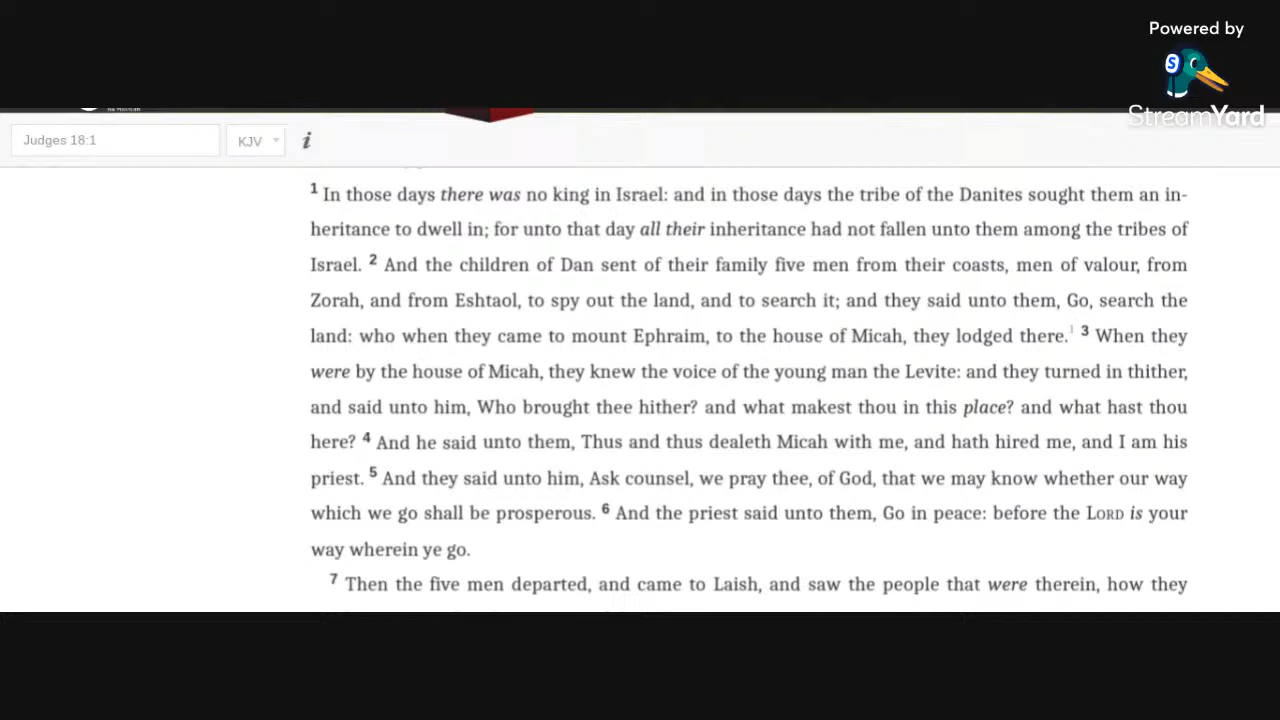 Powered by
S
StreamYard
Judges 18:1
KJV
i
1 In those days there was no king in Israel: and in those days the tribe of the Danites sought them an in-
heritance to dwell in; for unto that day all their inheritance had not fallen unto them among the tribes of
Israel. 2 And the children of Dan sent of their family five men from their coasts, men of valour, from
Zorah, and from Eshtaol, to spy out the land, and to search it; and they said unto them, Go, search the
land: who when they came to mount Ephraim, to the house of Micah, they lodged there.1 3 When they
were by the house of Micah, they knew the voice of the young man the Levite: and they turned in thither,
and said unto him, Who brought thee hither? and what makest thou in this place? and what hast thou
here? 4 And he said unto them, Thus and thus dealeth Micah with me, and hath hired me, and I am his
priest. 5 And they said unto him, Ask counsel, we pray thee, of God, that we may know whether our way
which we go shall be prosperous. 6 And the priest said unto them, Go in peace: before the LORD is your
way wherein ye go.
7 Then the five men departed, and came to Laish, and saw the people that were therein, how they